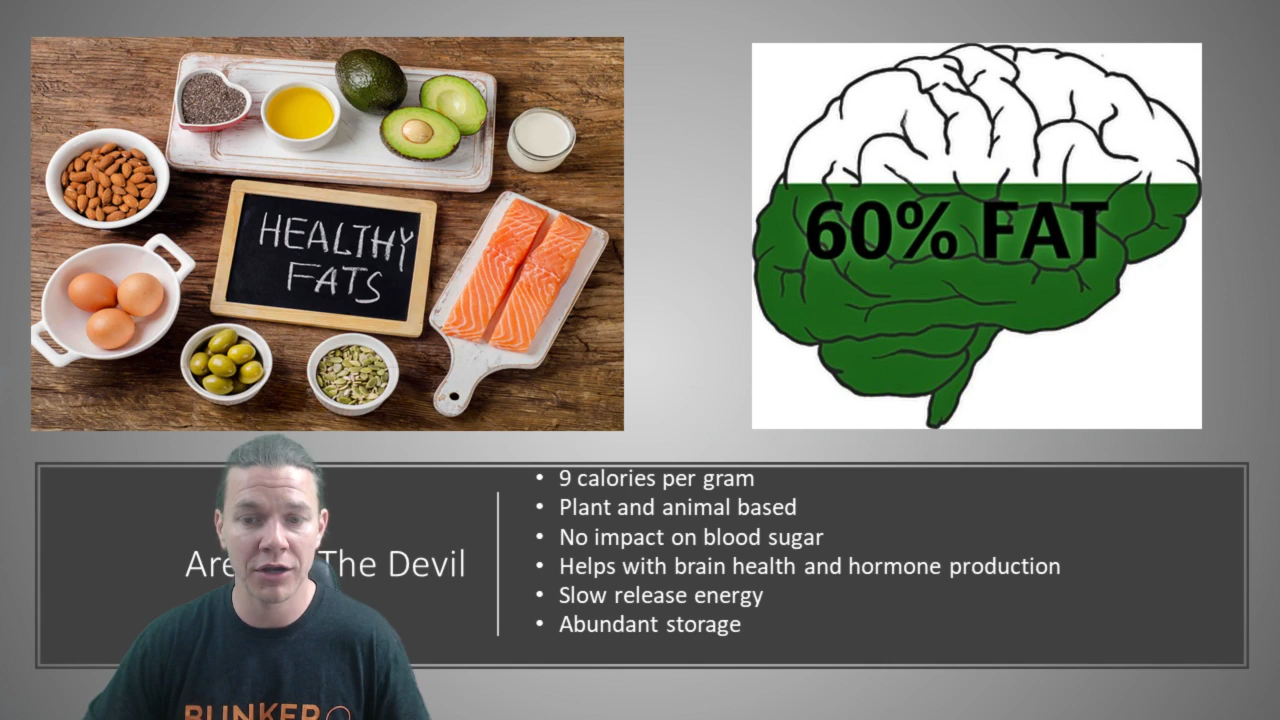 HEALTHY
FATS
60% FAT
Are The Devil
• 9 calories per gram
• Plant and animal based
• No impact on blood sugar
• Helps with brain health and hormone production
• Slow release energy
• Abundant storage
BUNKER